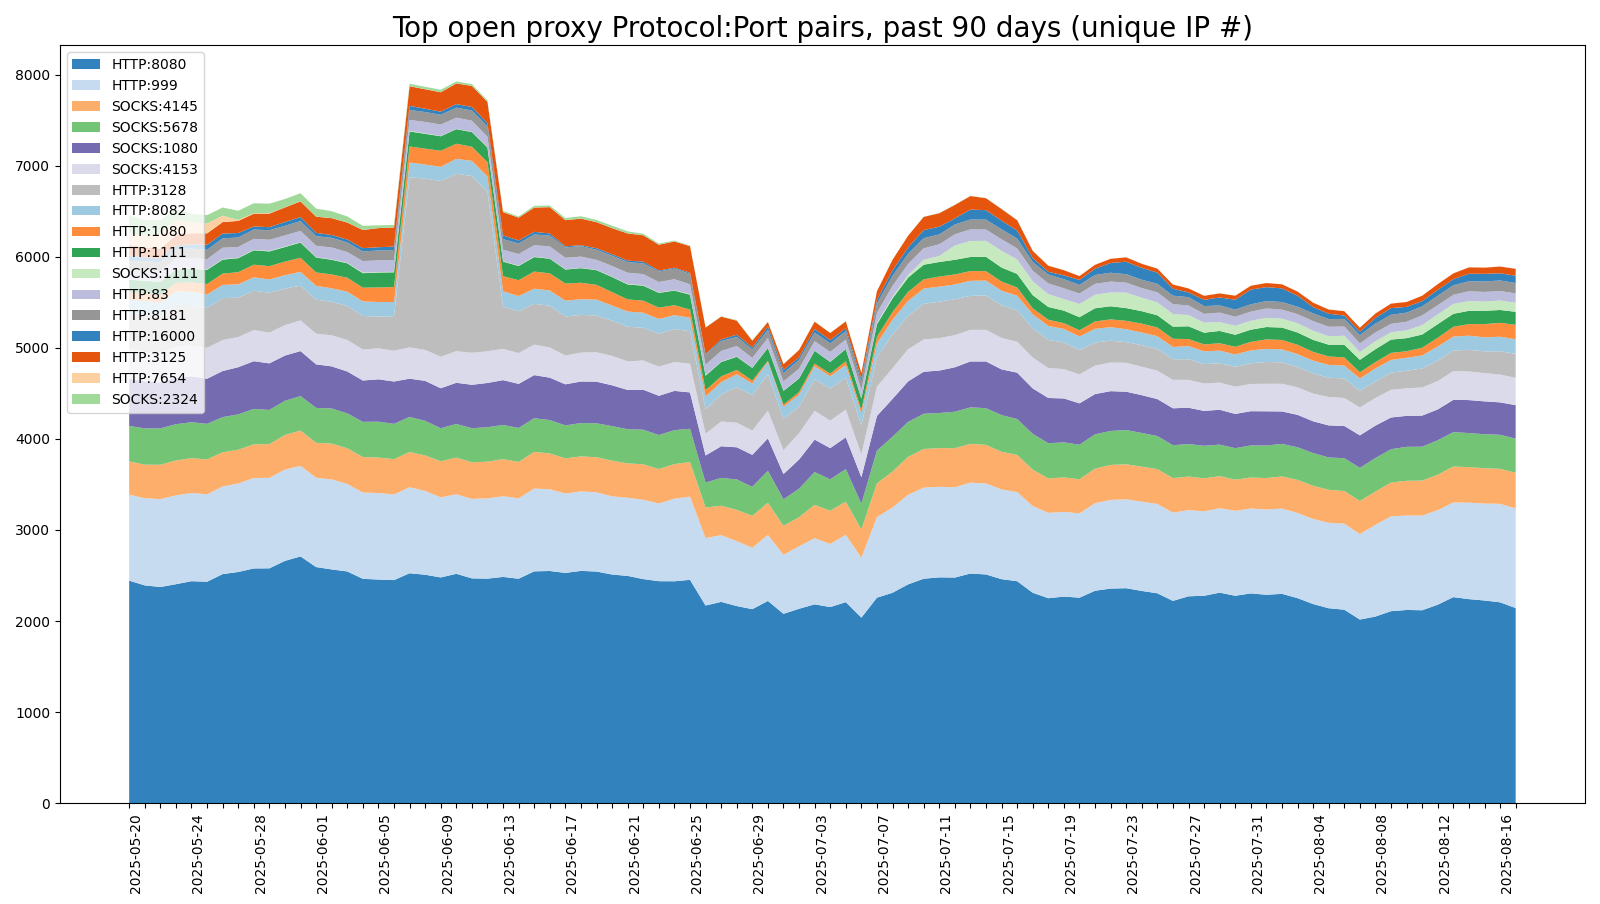 Top open proxy Protocol:Port pairs, past 90 days (unique IP #)
HTTP:8080
HTTP:999
SOCKS:4145
SOCKS:5678
SOCKS:1080
SOCKS:4153
HTTP:3128
HTTP:8082
HTTP:1080
HTTP:1111
SOCKS:1111
HTTP:83
HTTP:8181
HTTP:16000
HTTP:3125
HTTP:7654
SOCKS:2324
8000
7000
6000
5000
4000
3000
2000
1000
0
2025-05-20
2025-05-24
2025-05-28
2025-06-01
2025-06-05
2025-06-09
2025-06-13
2025-06-17
2025-06-21
2025-06-25
2025-06-29
2025-07-03
2025-07-07
2025-07-11
2025-07-15
2025-07-19
2025-07-23
2025-07-27
2025-07-31
2025-08-04
2025-08-08
2025-08-12
2025-08-16